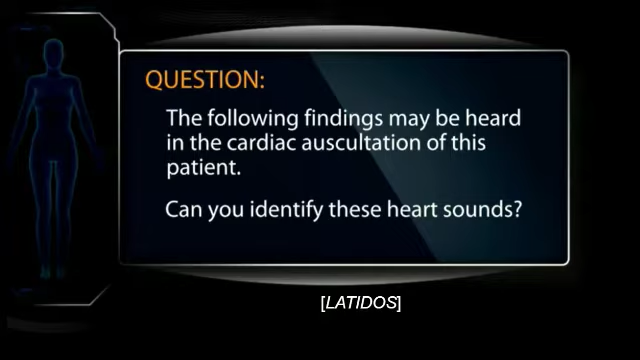 QUESTION:
The following findings may be heard
in the cardiac auscultation of this
patient.
Can you identify these heart sounds?
[LATIDOS]